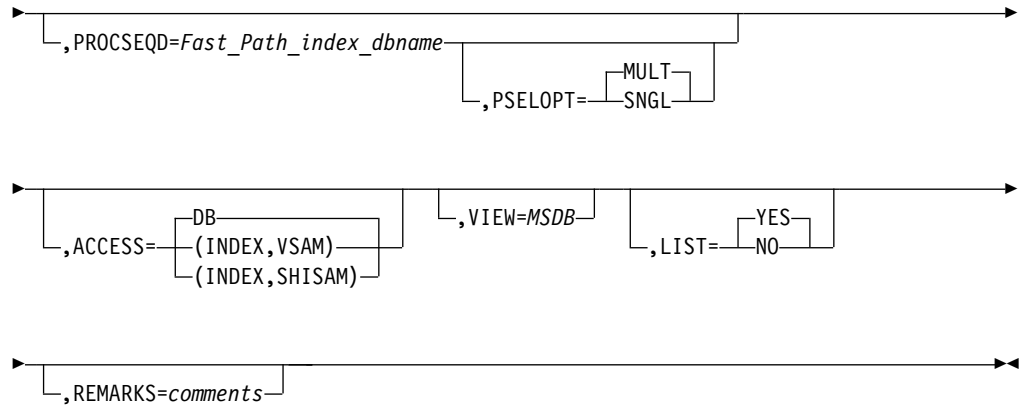 ,PROCSEQD=Fast_Path_index_dbname
MULT
,PSELOPT= SNGL
DB
,ACCESS= (INDEX,VSAM)
(INDEX,SHISAM)
,VIEW=MSDB
YES
,LIST= NO
,REMARKS=comments